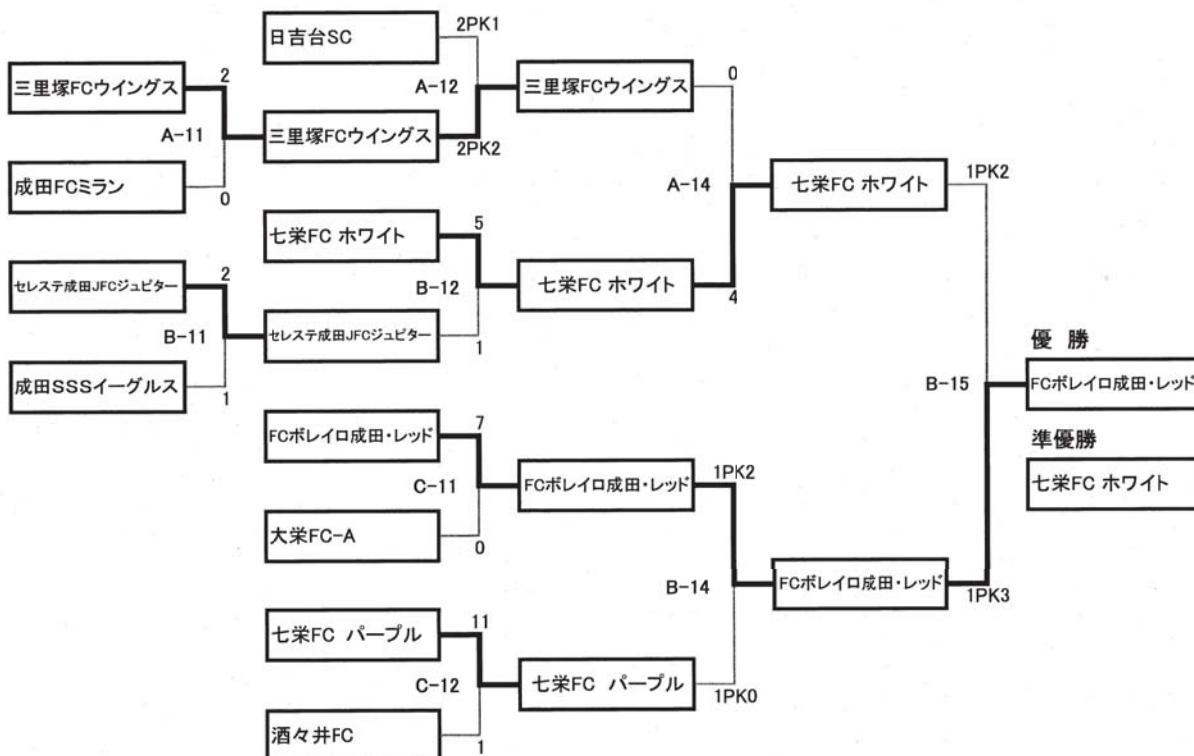 三里塚FCウイングス
2
A-11
成田FCミラン
0
セレステ成田JFCジュピター
2
B-11
成田SSSイーグルス
1
日吉台SC
2PK1
A-12
三里塚FCウイングス
2PK2
七栄FC ホワイト
5
B-12
セレステ成田JFCジュピター
1
FCボレイロ成田・レッド
7
C-11
大栄FC-A
0
七栄FC パープル
11
C-12
酒々井FC
1
三里塚FCウイングス
0
A-14
七栄FC ホワイト
4
FCボレイロ成田・レッド
1PK2
B-14
七栄FC パープル
1PK0
七栄FC ホワイト
1PK2
B-15
FCボレイロ成田・レッド
1PK3
優 勝
FCボレイロ成田・レッド
準優勝
七栄FC ホワイト